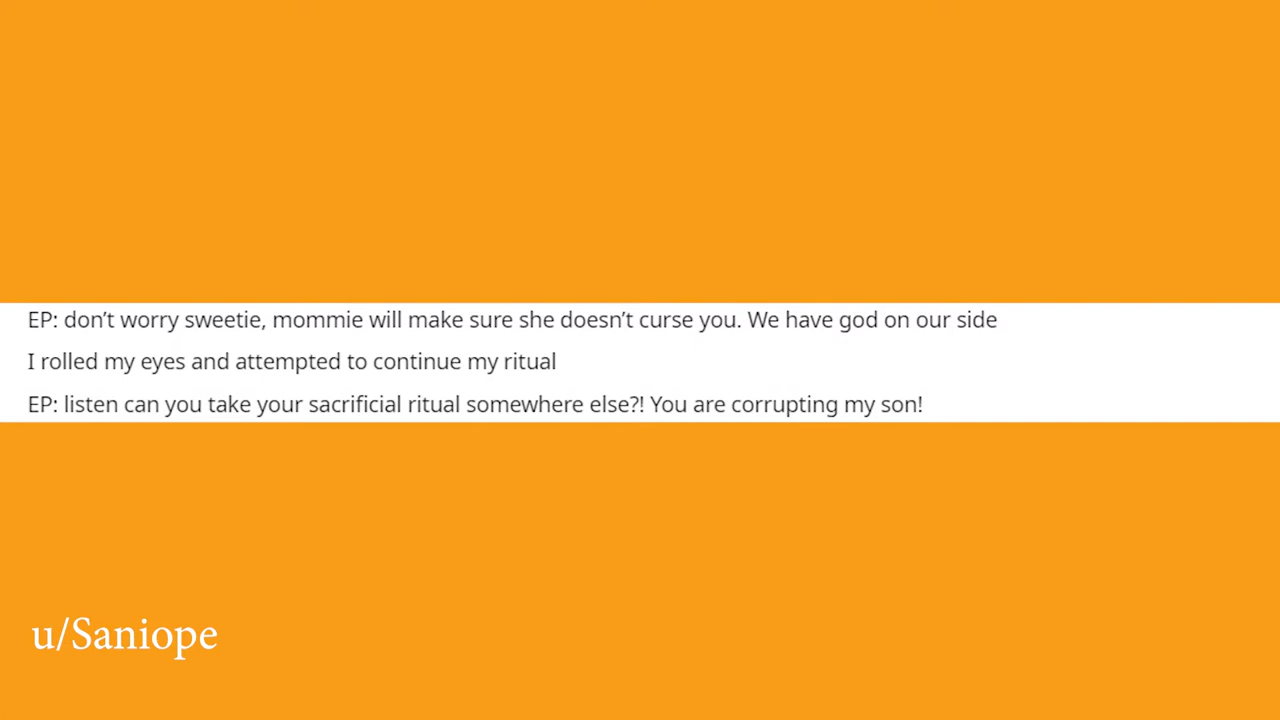 EP: don’t worry sweetie, mommie will make sure she doesn’t curse you. We have god on our side
I rolled my eyes and attempted to continue my ritual
EP: listen can you take your sacrificial ritual somewhere else?! You are corrupting my son!
u/Saniope